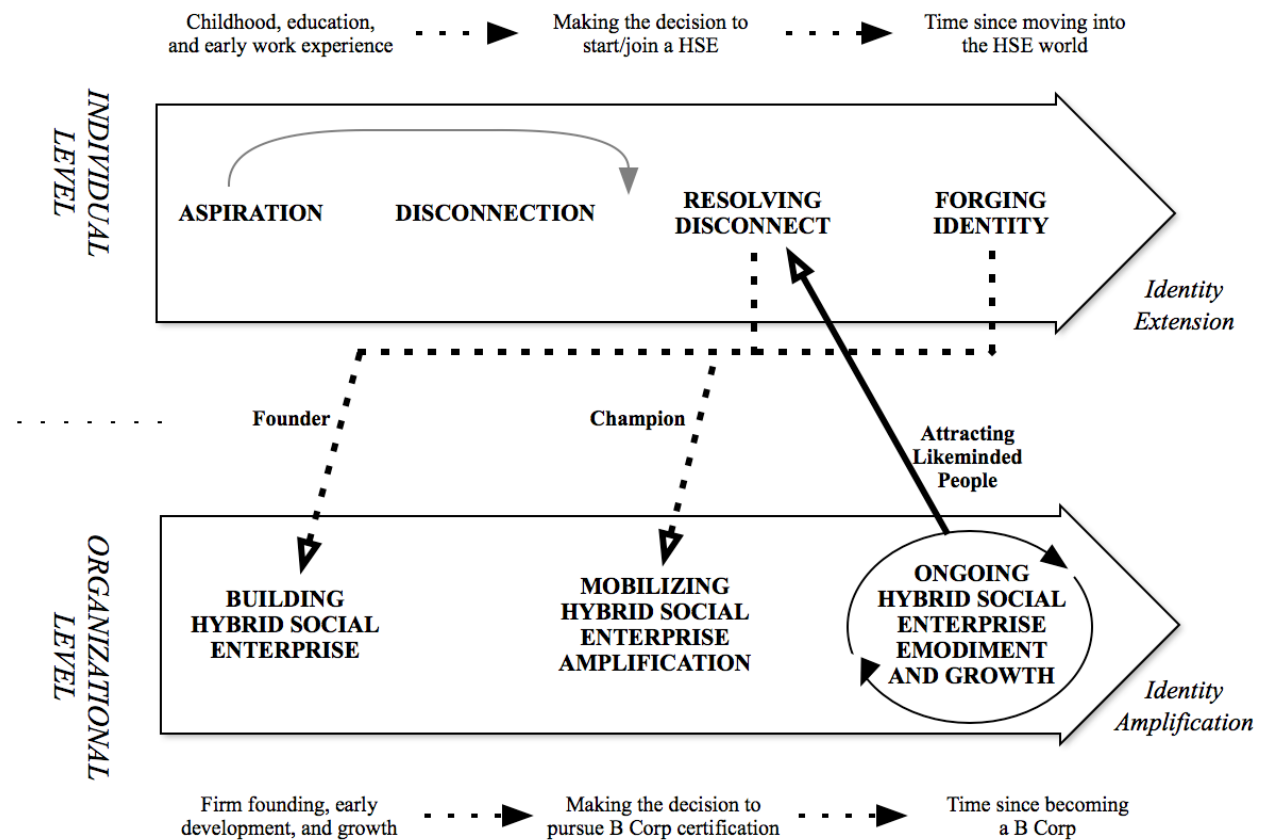 Childhood, education,
and early work experience
Making the decision to
start/join a HSE
Time since moving into
the HSE world
INDIVIDUAL
LEVEL
ASPIRATION
DISCONNECTION
RESOLVING
DISCONNECT
FORGING
IDENTITY
Identity
Extension
Founder
Champion
Attracting
Likeminded
People
ORGANIZATIONAL
LEVEL
BUILDING
HYBRID SOCIAL
ENTERPRISE
MOBILIZING
HYBRID SOCIAL
ENTERPRISE
AMPLIFICATION
ONGOING
HYBRID SOCIAL
ENTERPRISE
EMODIMENT
AND GROWTH
Identity
Amplification
Firm founding, early
development, and growth
Making the decision to
pursue B Corp certification
Time since becoming
a B Corp